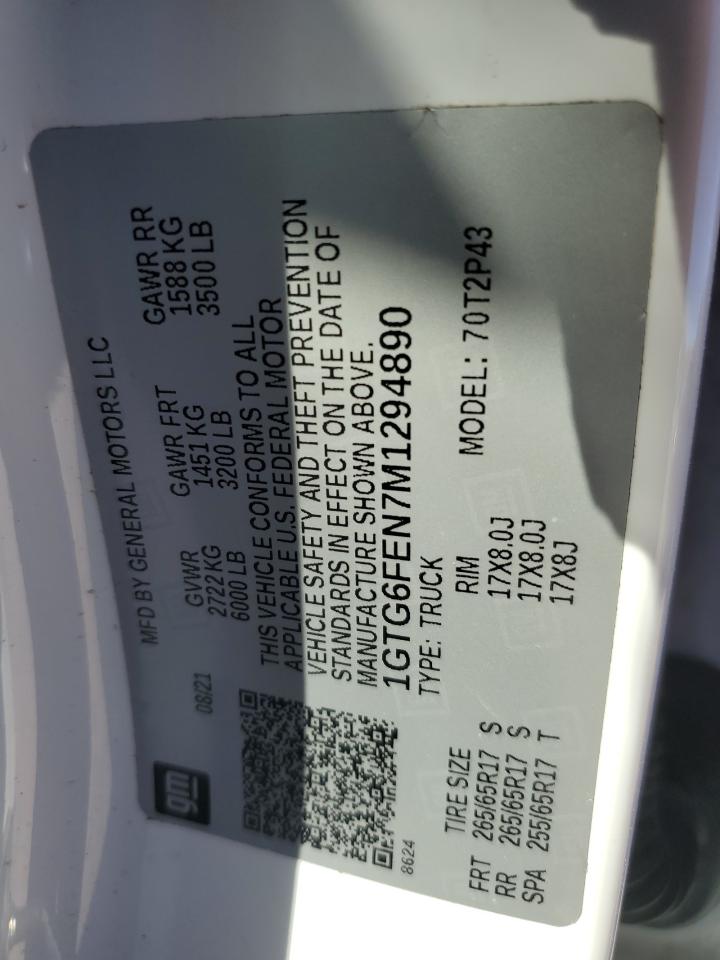 gm
MFD BY GENERAL MOTORS LLC
08/21
GVWR GAWR FRT GAWR RR
2722 KG 1451 KG 1588 KG
6000 LB 3200 LB 3500 LB
THIS VEHICLE CONFORMS TO ALL
APPLICABLE U.S. FEDERAL MOTOR
VEHICLE SAFETY AND THEFT PREVENTION
STANDARDS IN EFFECT ON THE DATE OF
MANUFACTURE SHOWN ABOVE.
1GTG6FEN7M1294890
TYPE: TRUCK MODEL: 70T2P43
8624
TIRE SIZE RIM
FRT 265/65R17 S 17X8.0J
RR 265/65R17 S 17X8.0J
SPA 255/65R17 T 17X8J